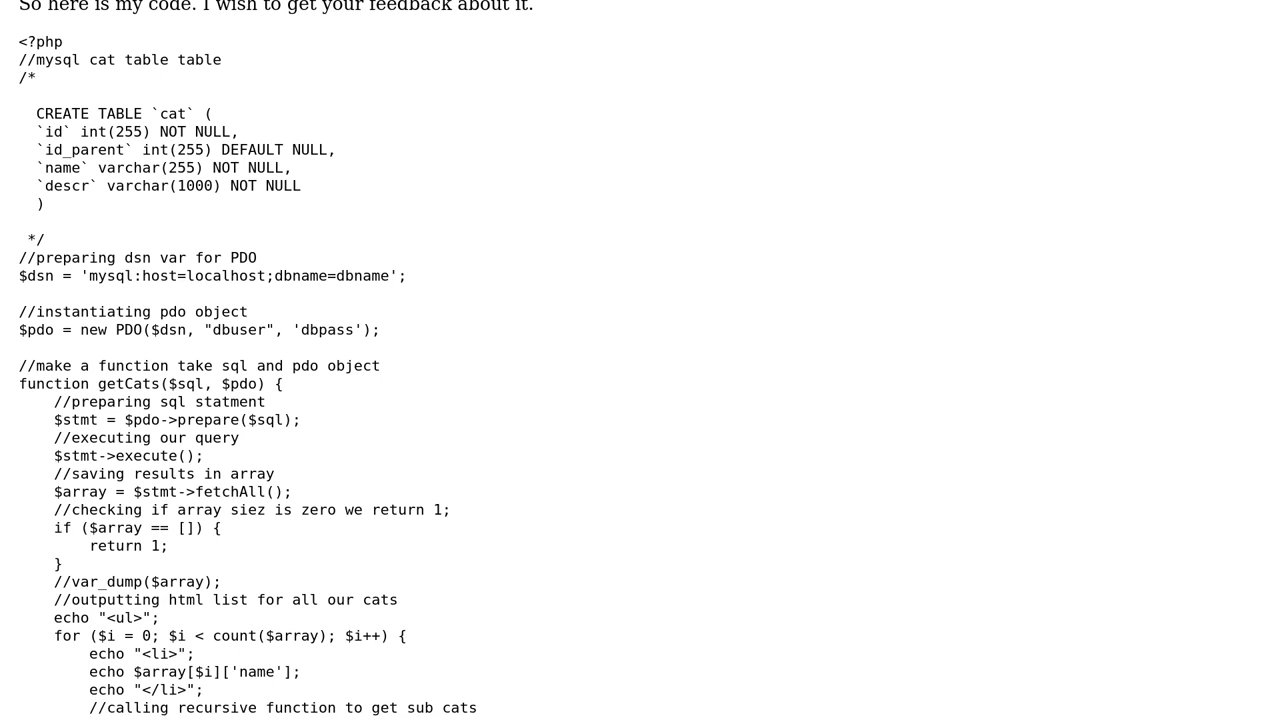 So here is my code. I wish to get your feedback about it.
<?php
//mysql cat table table
/*
CREATE TABLE `cat` (
`id` int(255) NOT NULL,
`id_parent` int(255) DEFAULT NULL,
`name` varchar(255) NOT NULL,
`descr` varchar(1000) NOT NULL
)
*/
//preparing dsn var for PDO
$dsn = 'mysql:host=localhost;dbname=dbname';
//instantiating pdo object
$pdo = new PDO($dsn, "dbuser", 'dbpass');
//make a function take sql and pdo object
function getCats($sql, $pdo) {
//preparing sql statment
$stmt = $pdo->prepare($sql);
//executing our query
$stmt->execute();
//saving results in array
$array = $stmt->fetchAll();
//checking if array siez is zero we return 1;
if ($array == []) {
return 1;
}
//var_dump($array);
//outputting html list for all our cats
echo "<ul>";
for ($i = 0; $i < count($array); $i++) {
echo "<li>";
echo $array[$i]['name'];
echo "</li>";
//calling recursive function to get sub cats